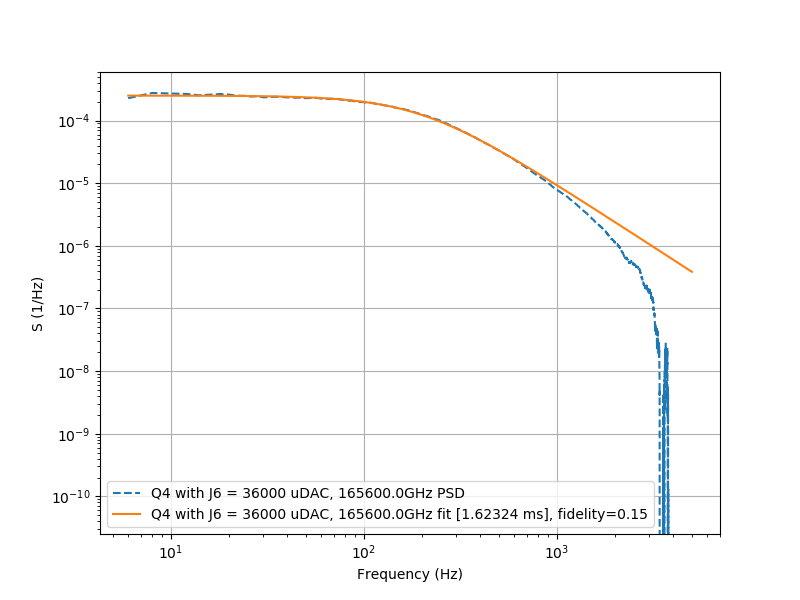 10⁻⁴
10⁻⁵
10⁻⁶
10⁻⁷
10⁻⁸
10⁻⁹
10⁻¹⁰
S (1/Hz)
Q4 with J6 = 36000 uDAC, 165600.0GHz PSD
Q4 with J6 = 36000 uDAC, 165600.0GHz fit [1.62324 ms], fidelity=0.15
10¹ 10² 10³
Frequency (Hz)